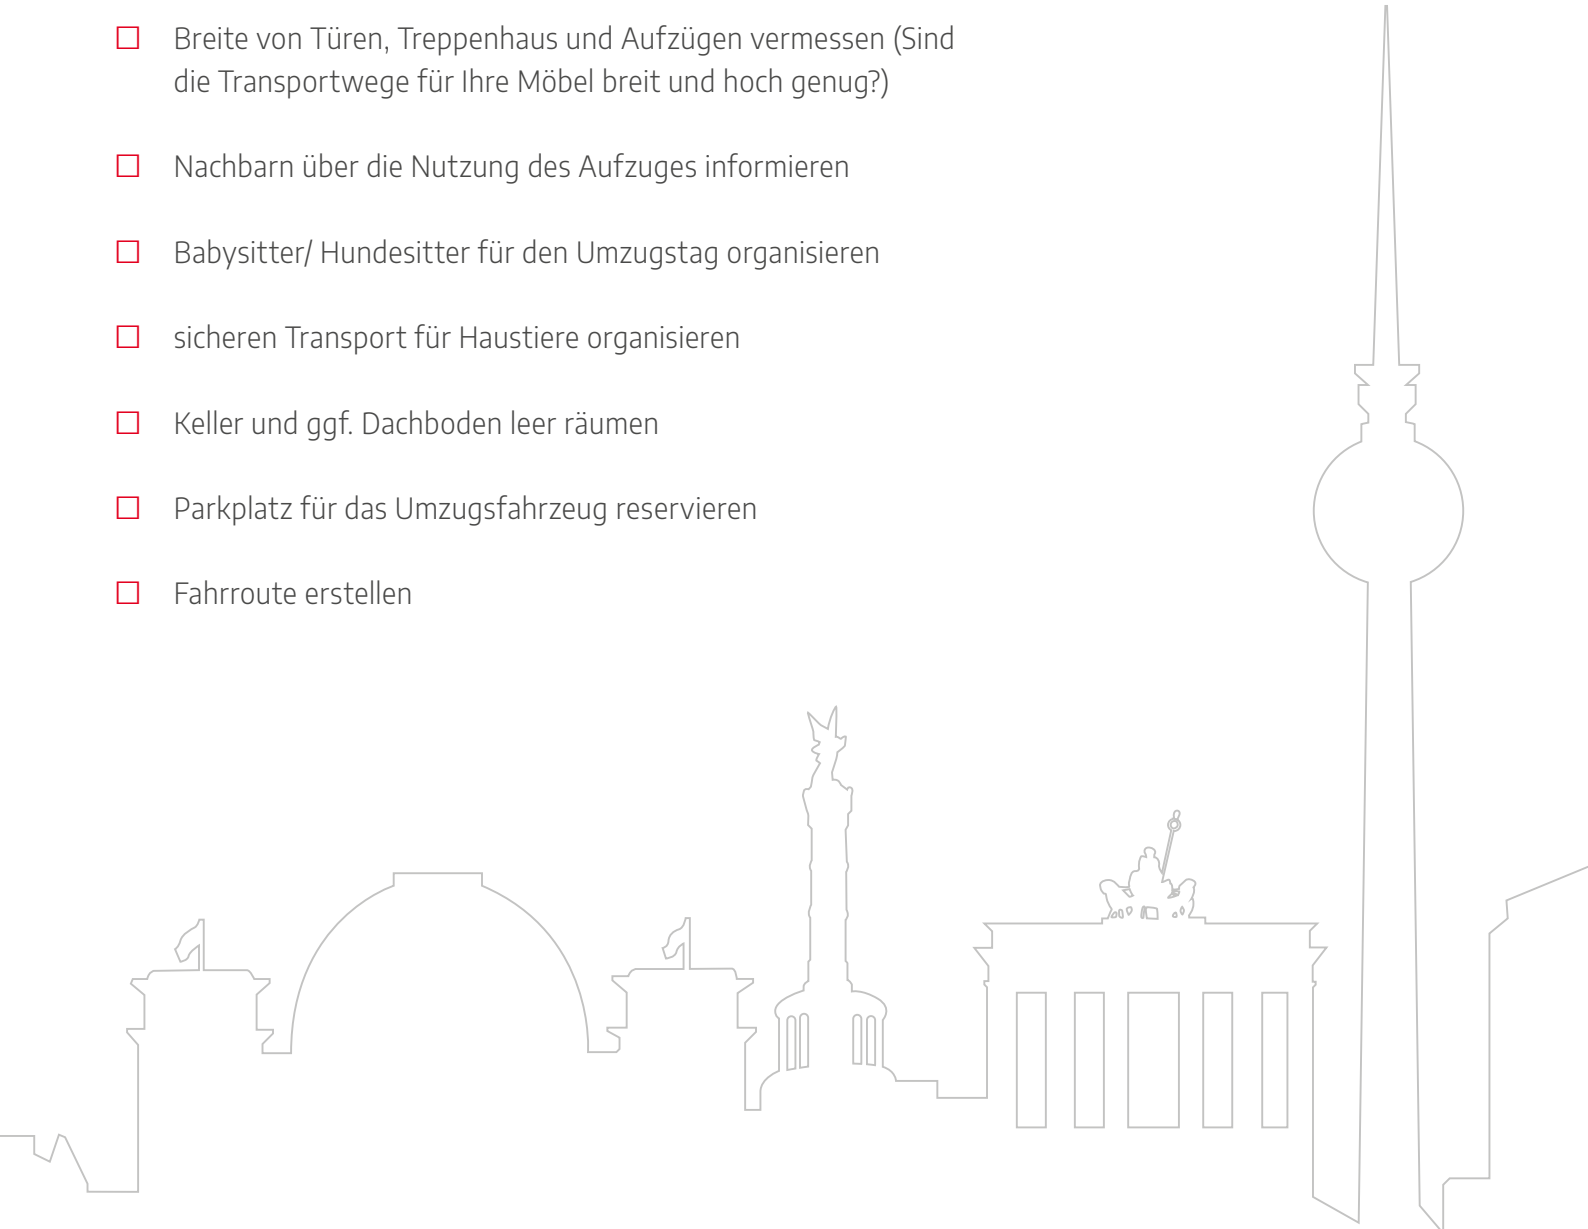 Breite von Türen, Treppenhaus und Aufzügen vermessen (Sind
die Transportwege für Ihre Möbel breit und hoch genug?)
Nachbarn über die Nutzung des Aufzuges informieren
Babysitter/ Hundesitter für den Umzugstag organisieren
sicheren Transport für Haustiere organisieren
Keller und ggf. Dachboden leer räumen
Parkplatz für das Umzugsfahrzeug reservieren
Fahrroute erstellen